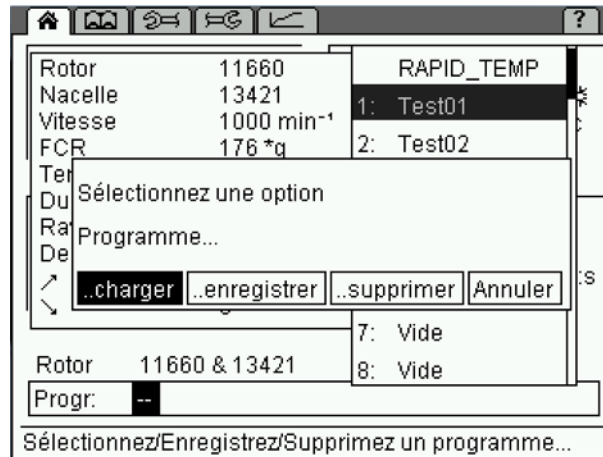 ?
Rotor 11660
Nacelle 13421
Vitesse 1000 min⁻¹
FCR 176 *g
RAPID_TEMP
1: Test01
2: Test02
Sélectionnez une option
Programme...
..charger ..enregistrer ..supprimer Annuler
7: Vide
8: Vide
Rotor 11660 & 13421
Progr: --
Sélectionnez/Enregistrez/Supprimez un programme...